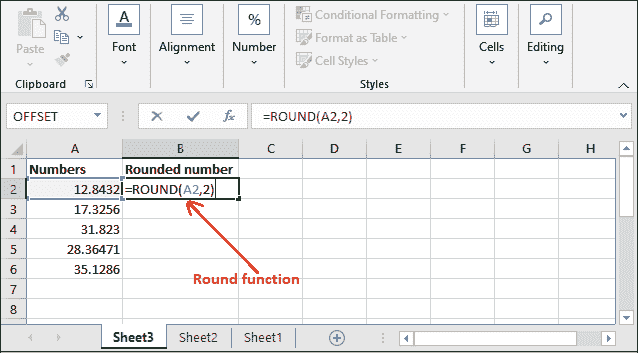 Paste
Font
Alignment
%
Number
Conditional Formatting
Format as Table
Cell Styles
Cells
Editing
Clipboard
Styles
OFFSET
fx
=ROUND(A2,2)
A B C D E F G H
1 Numbers Rounded number
2 12.8432 =ROUND(A2,2)
3 17.3256
4 31.823
5 28.36471
6 35.1286
7
8
Round function
Sheet3 Sheet2 Sheet1